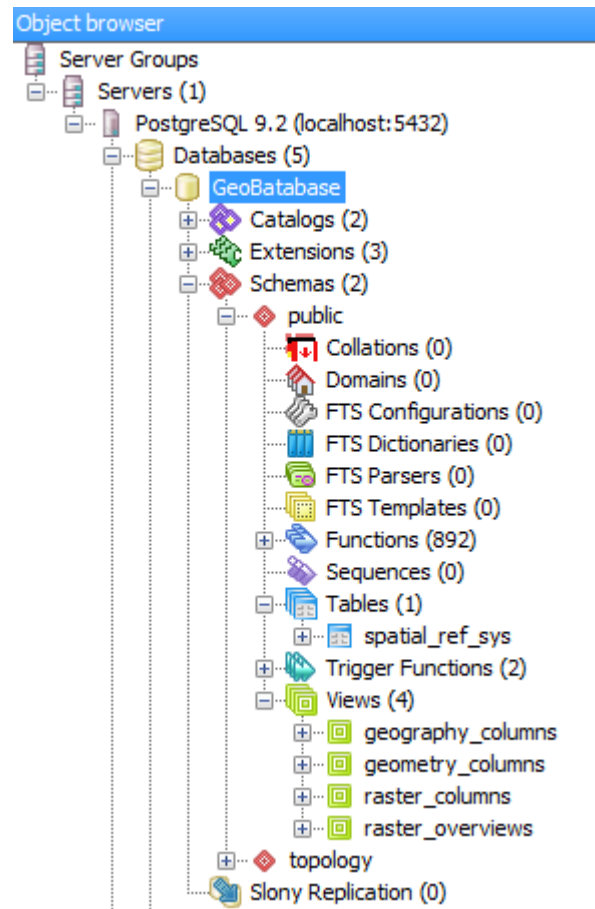 Object browser
Server Groups
Servers (1)
PostgreSQL 9.2 (localhost:5432)
Databases (5)
GeoBatabase
Catalogs (2)
Extensions (3)
Schemas (2)
public
Collations (0)
Domains (0)
FTS Configurations (0)
FTS Dictionaries (0)
FTS Parsers (0)
FTS Templates (0)
Functions (892)
Sequences (0)
Tables (1)
spatial_ref_sys
Trigger Functions (2)
Views (4)
geography_columns
geometry_columns
raster_columns
raster_overviews
topology
Slony Replication (0)